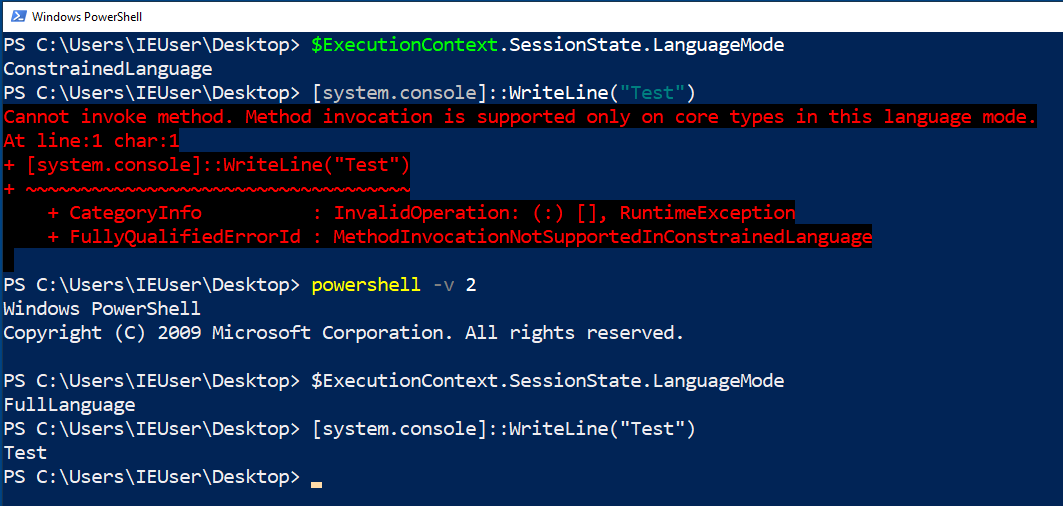 Windows PowerShell
PS C:\Users\IEUser\Desktop> $ExecutionContext.SessionState.LanguageMode
ConstrainedLanguage
PS C:\Users\IEUser\Desktop> [system.console]::WriteLine("Test")
Cannot invoke method. Method invocation is supported only on core types in this language mode.
At line:1 char:1
+ [system.console]::WriteLine("Test")
+ ~~~~~~~~~~~~~~~~~~~~~~~~~~~~~~~~~~~
    + CategoryInfo          : InvalidOperation: (:) [], RuntimeException
    + FullyQualifiedErrorId : MethodInvocationNotSupportedInConstrainedLanguage
PS C:\Users\IEUser\Desktop> powershell -v 2
Windows PowerShell
Copyright (C) 2009 Microsoft Corporation. All rights reserved.
PS C:\Users\IEUser\Desktop> $ExecutionContext.SessionState.LanguageMode
FullLanguage
PS C:\Users\IEUser\Desktop> [system.console]::WriteLine("Test")
Test
PS C:\Users\IEUser\Desktop>